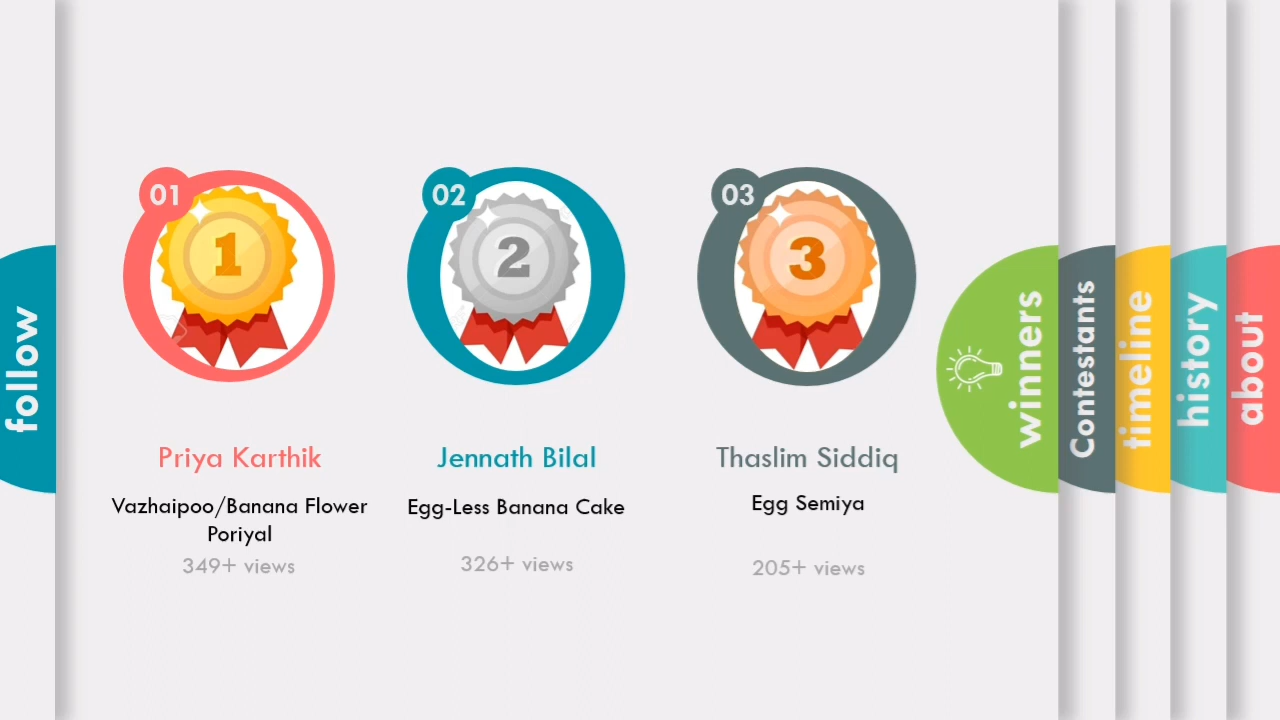 follow
01
1
02
2
03
3
Priya Karthik
Jennath Bilal
Thaslim Siddiq
Vazhaipoo/Banana Flower
Poriyal
Egg-Less Banana Cake
Egg Semiya
349+ views
326+ views
205+ views
winners
Contestants
timeline
history
about